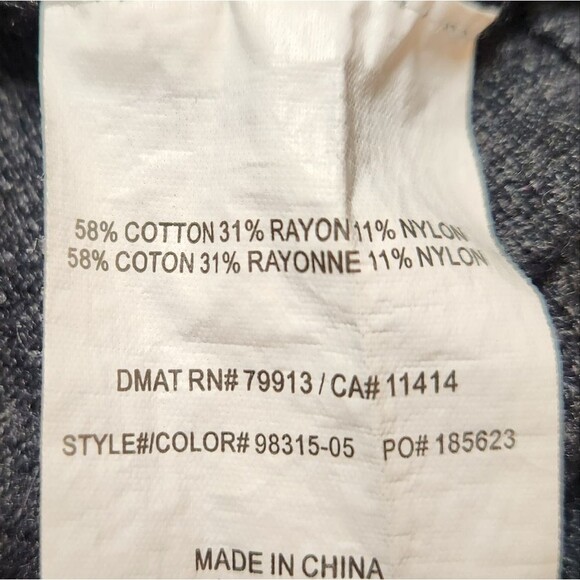 58% COTTON 31% RAYON 11% NYLON
58% COTON 31% RAYONNE 11% NYLON
DMAT RN# 79913 / CA# 11414
STYLE#/COLOR# 98315-05 PO# 185623
MADE IN CHINA